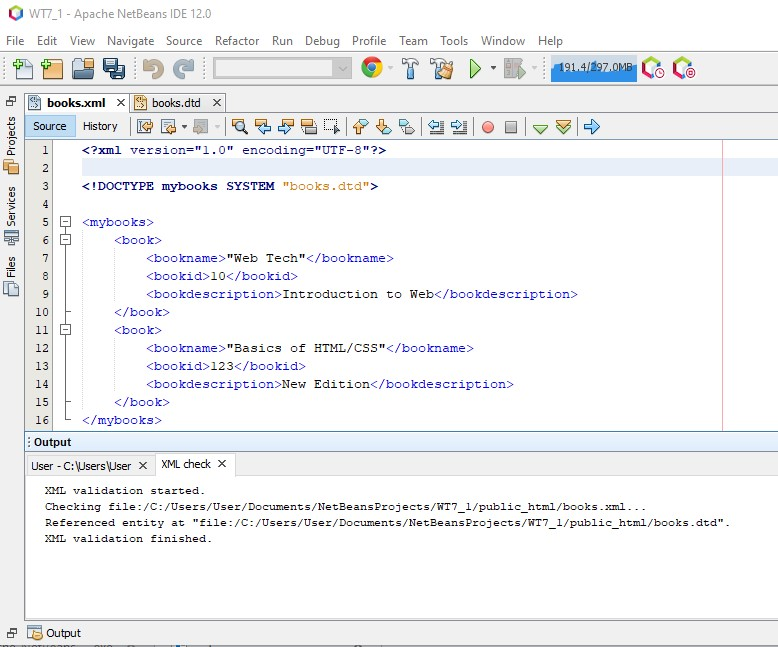 WT7_1 - Apache NetBeans IDE 12.0
File Edit View Navigate Source Refactor Run Debug Profile Team Tools Window Help
191.4/297.0MB
books.xml books.dtd
Source History
Projects
Services
Files
1 <?xml version="1.0" encoding="UTF-8"?>
2
3 <!DOCTYPE mybooks SYSTEM "books.dtd">
4
5 <mybooks>
6 <book>
7 <bookname>"Web Tech"</bookname>
8 <bookid>10</bookid>
9 <bookdescription>Introduction to Web</bookdescription>
10 </book>
11 <book>
12 <bookname>"Basics of HTML/CSS"</bookname>
13 <bookid>123</bookid>
14 <bookdescription>New Edition</bookdescription>
15 </book>
16 </mybooks>
Output
User - C:\Users\User XML check
XML validation started.
Checking file:/C:/Users/User/Documents/NetBeansProjects/WT7_1/public_html/books.xml...
Referenced entity at "file:/C:/Users/User/Documents/NetBeansProjects/WT7_1/public_html/books.dtd".
XML validation finished.
Output